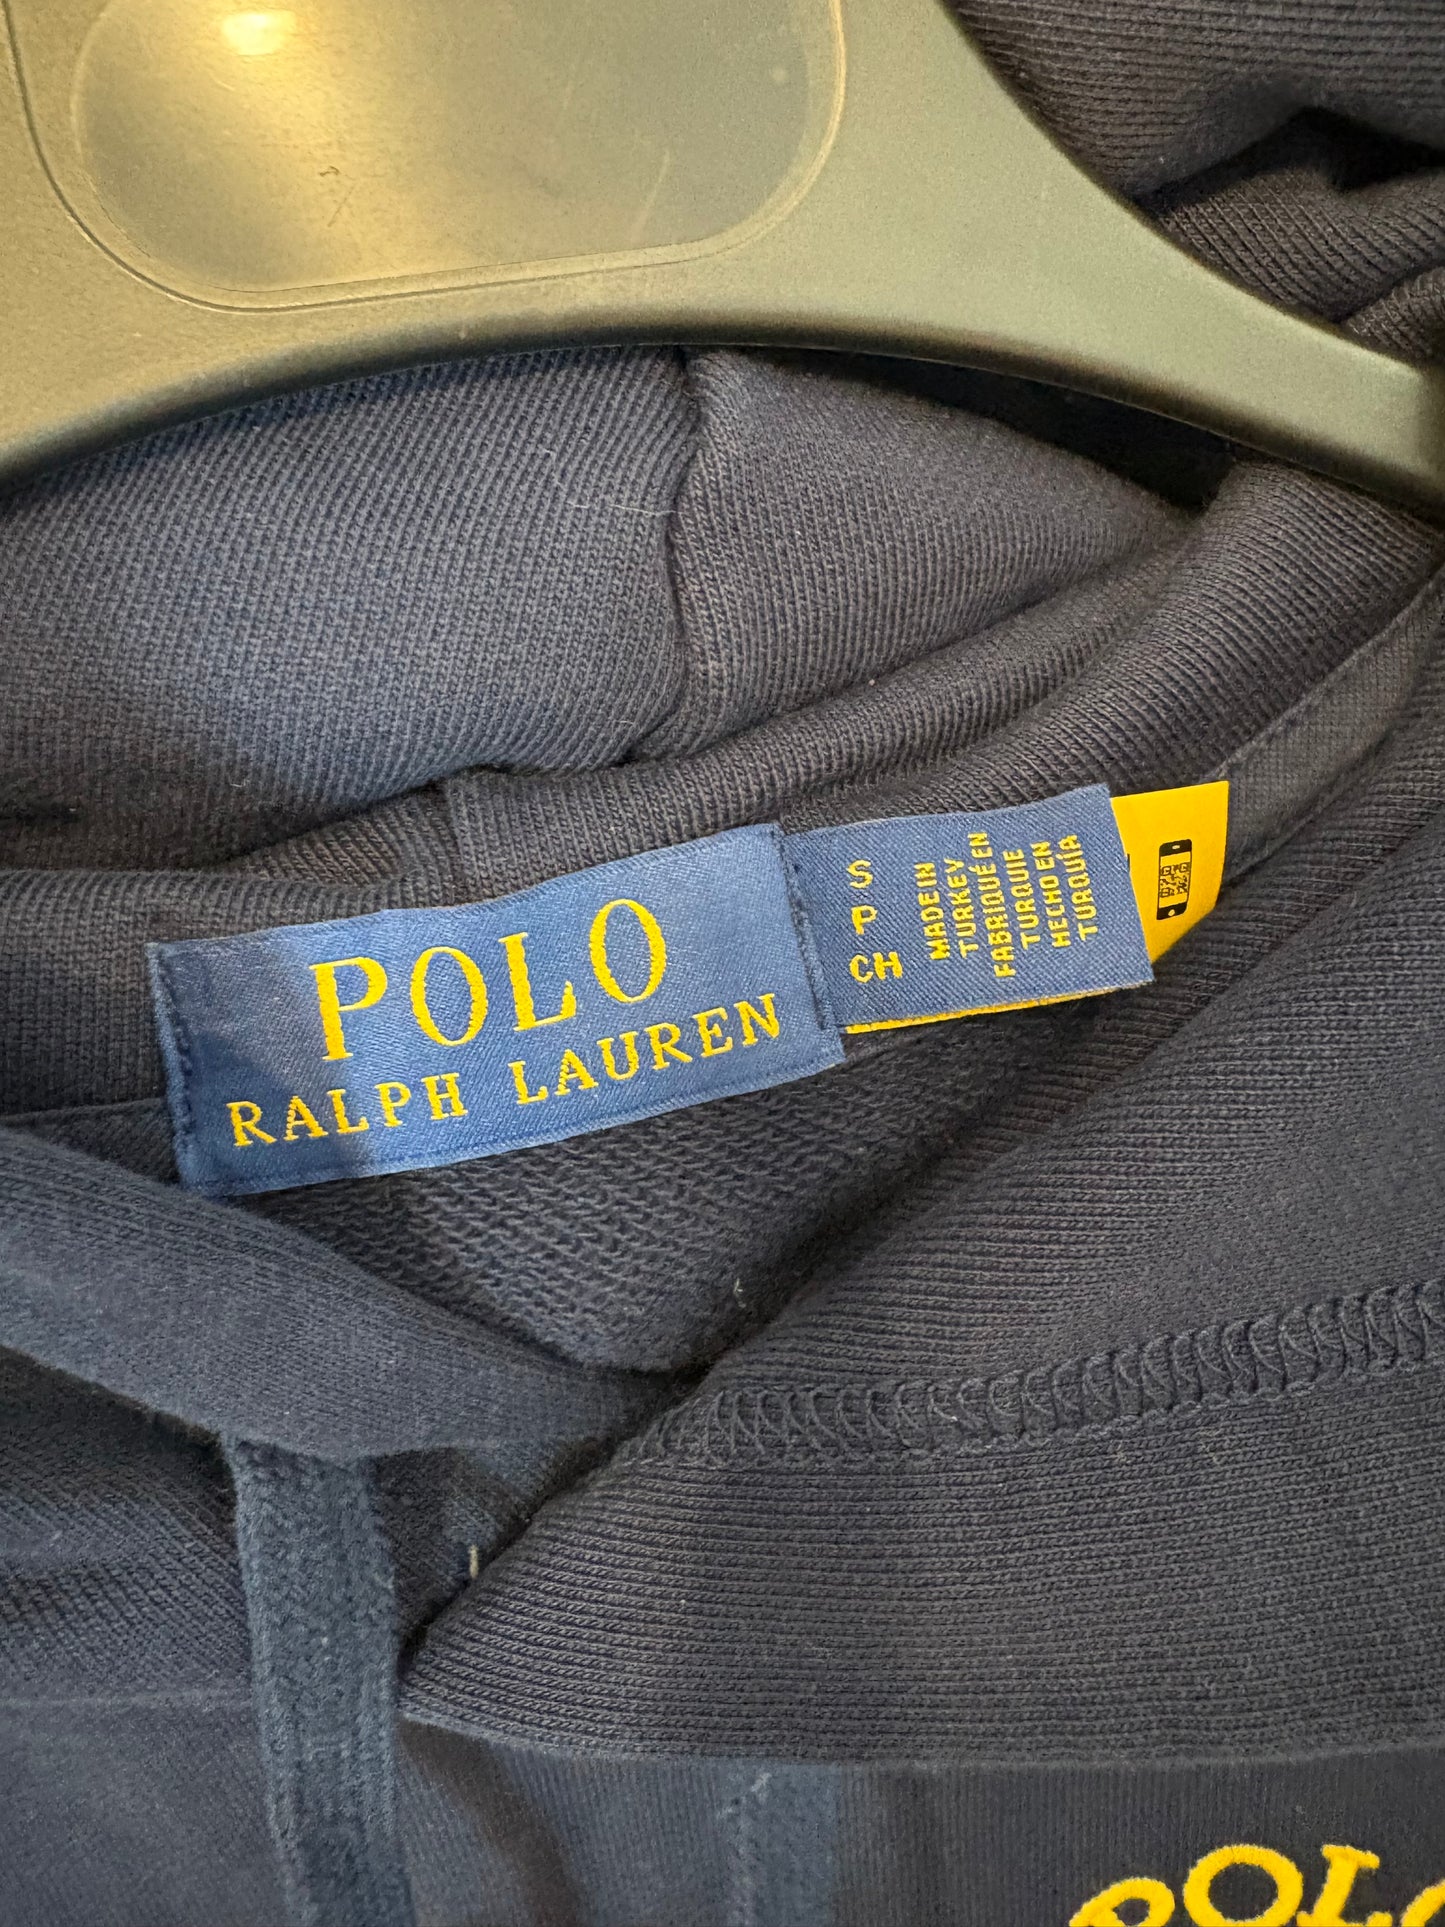 POLO
RALPH LAUREN
S
P
CH
MADE IN
TURKEY
FABRIQUÉ EN
TURQUIE
HECHO EN
TURQUÍA
POLO